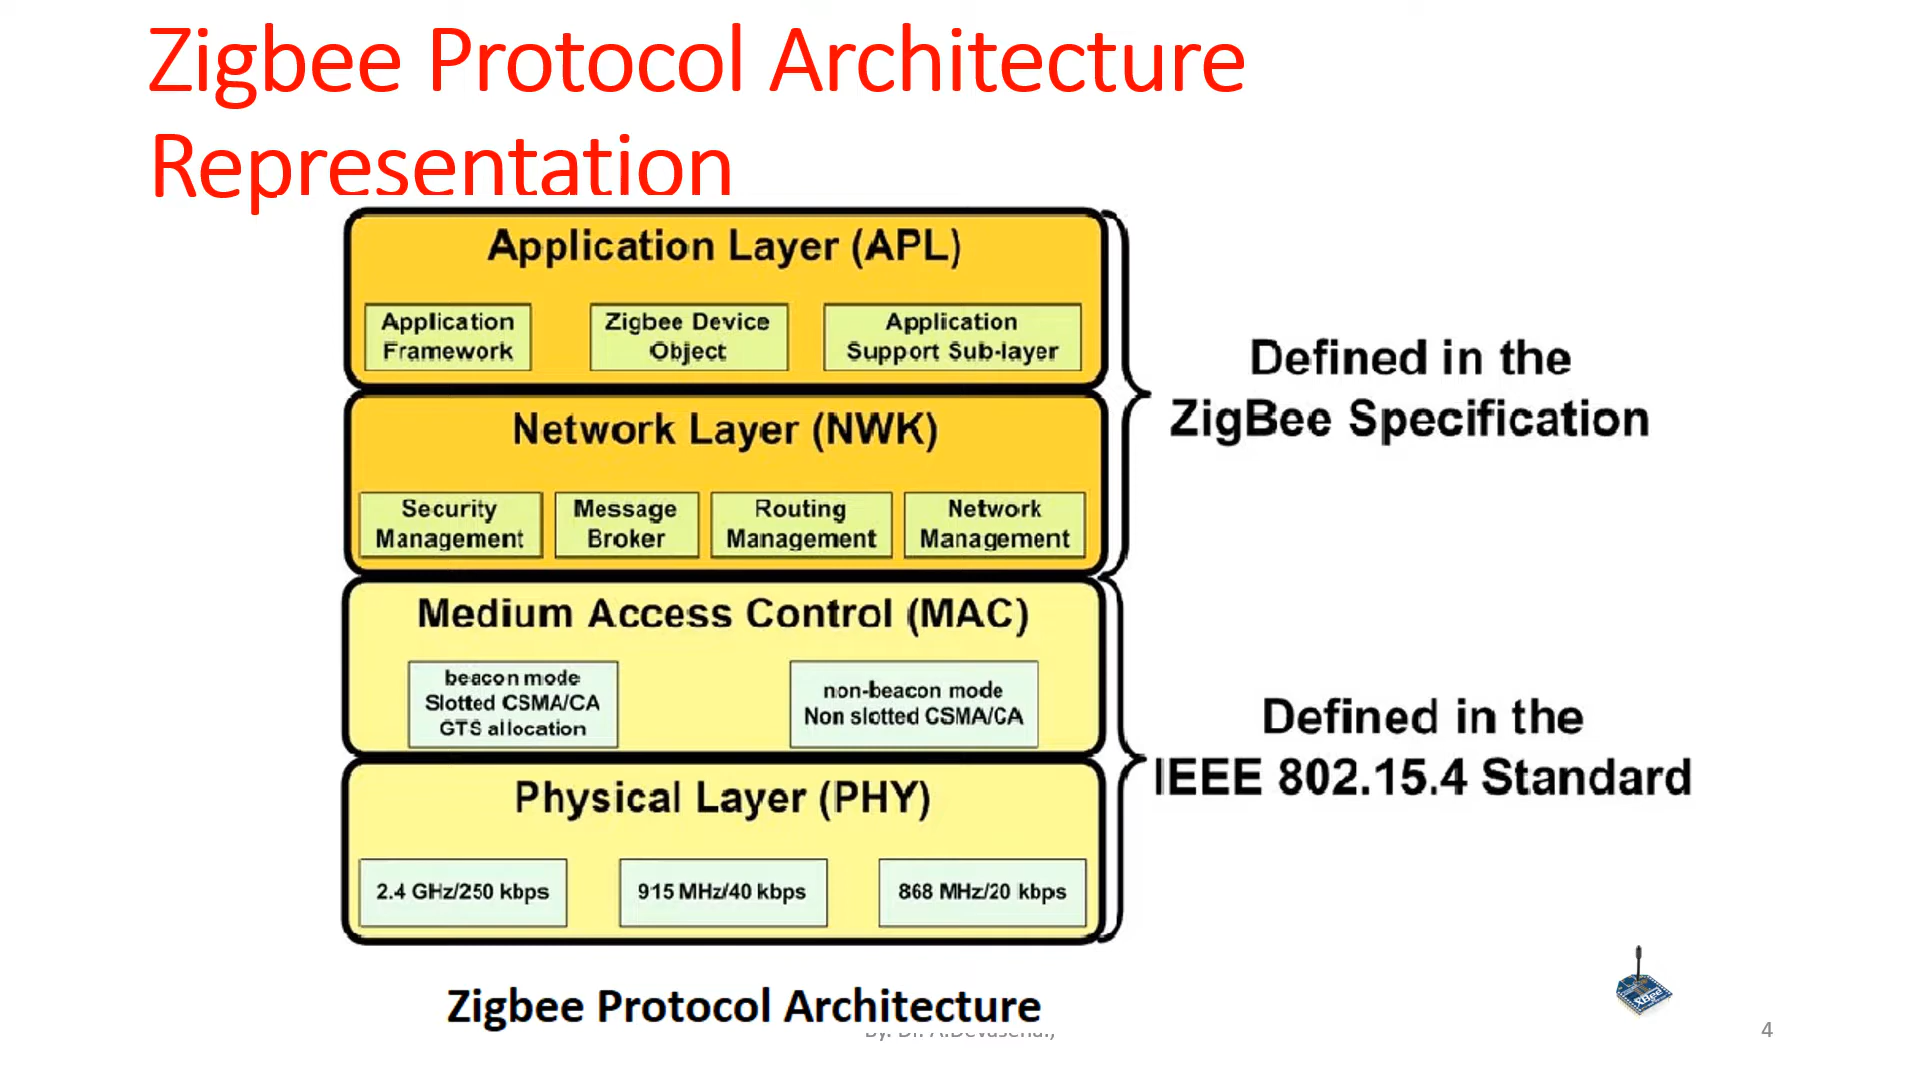 Zigbee Protocol Architecture
Representation
Application Layer (APL)
Application
Framework
Zigbee Device
Object
Application
Support Sub-layer
Defined in the
ZigBee Specification
Network Layer (NWK)
Security
Management
Message
Broker
Routing
Management
Network
Management
Medium Access Control (MAC)
beacon mode
Slotted CSMA/CA
GTS allocation
non-beacon mode
Non slotted CSMA/CA
Defined in the
IEEE 802.15.4 Standard
Physical Layer (PHY)
2.4 GHz/250 kbps
915 MHz/40 kbps
868 MHz/20 kbps
XBee
Zigbee Protocol Architecture
By: Dr. A.Devasena.,
4